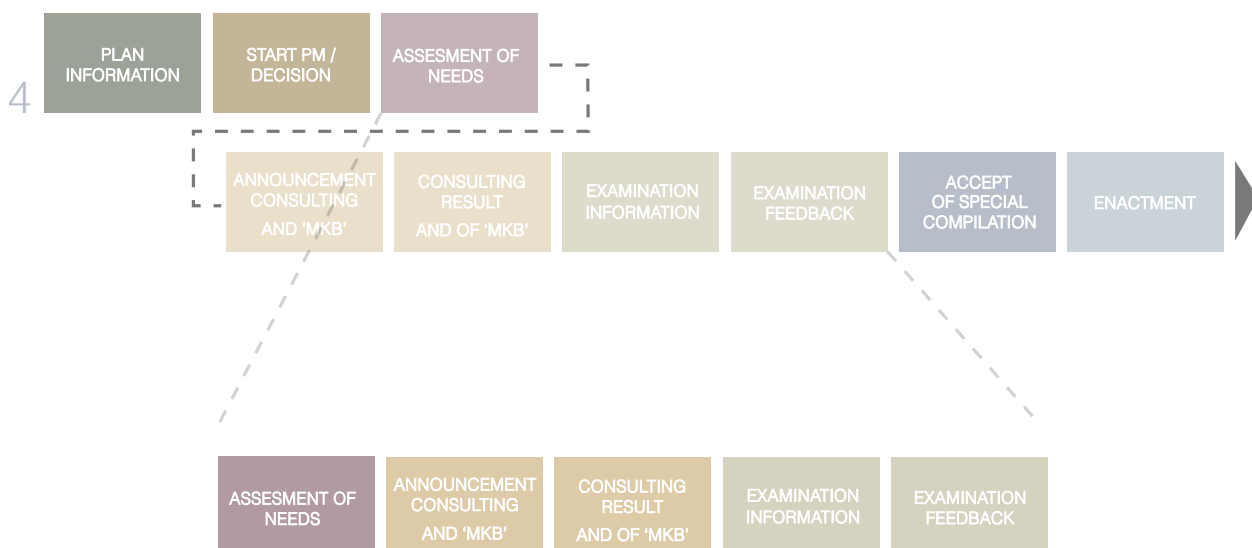 4
PLAN
INFORMATION
START PM /
DECISION
ASSESMENT OF
NEEDS
ANNOUNCEMENT
CONSULTING
AND ‘MKB’
CONSULTING
RESULT
AND OF ‘MKB’
EXAMINATION
INFORMATION
EXAMINATION
FEEDBACK
ACCEPT
OF SPECIAL
COMPILATION
ENACTMENT
ASSESMENT OF
NEEDS
ANNOUNCEMENT
CONSULTING
AND ‘MKB’
CONSULTING
RESULT
AND OF ‘MKB’
EXAMINATION
INFORMATION
EXAMINATION
FEEDBACK